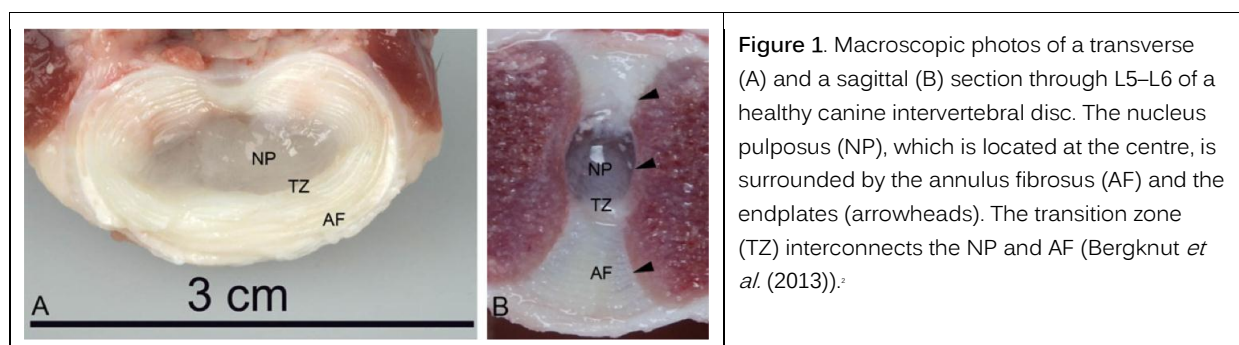 NP
TZ
AF
3 cm
A
NP
TZ
AF
B
Figure 1. Macroscopic photos of a transverse
(A) and a sagittal (B) section through L5–L6 of a
healthy canine intervertebral disc. The nucleus
pulposus (NP), which is located at the centre, is
surrounded by the annulus fibrosus (AF) and the
endplates (arrowheads). The transition zone
(TZ) interconnects the NP and AF (Bergknut et
al. (2013)).²